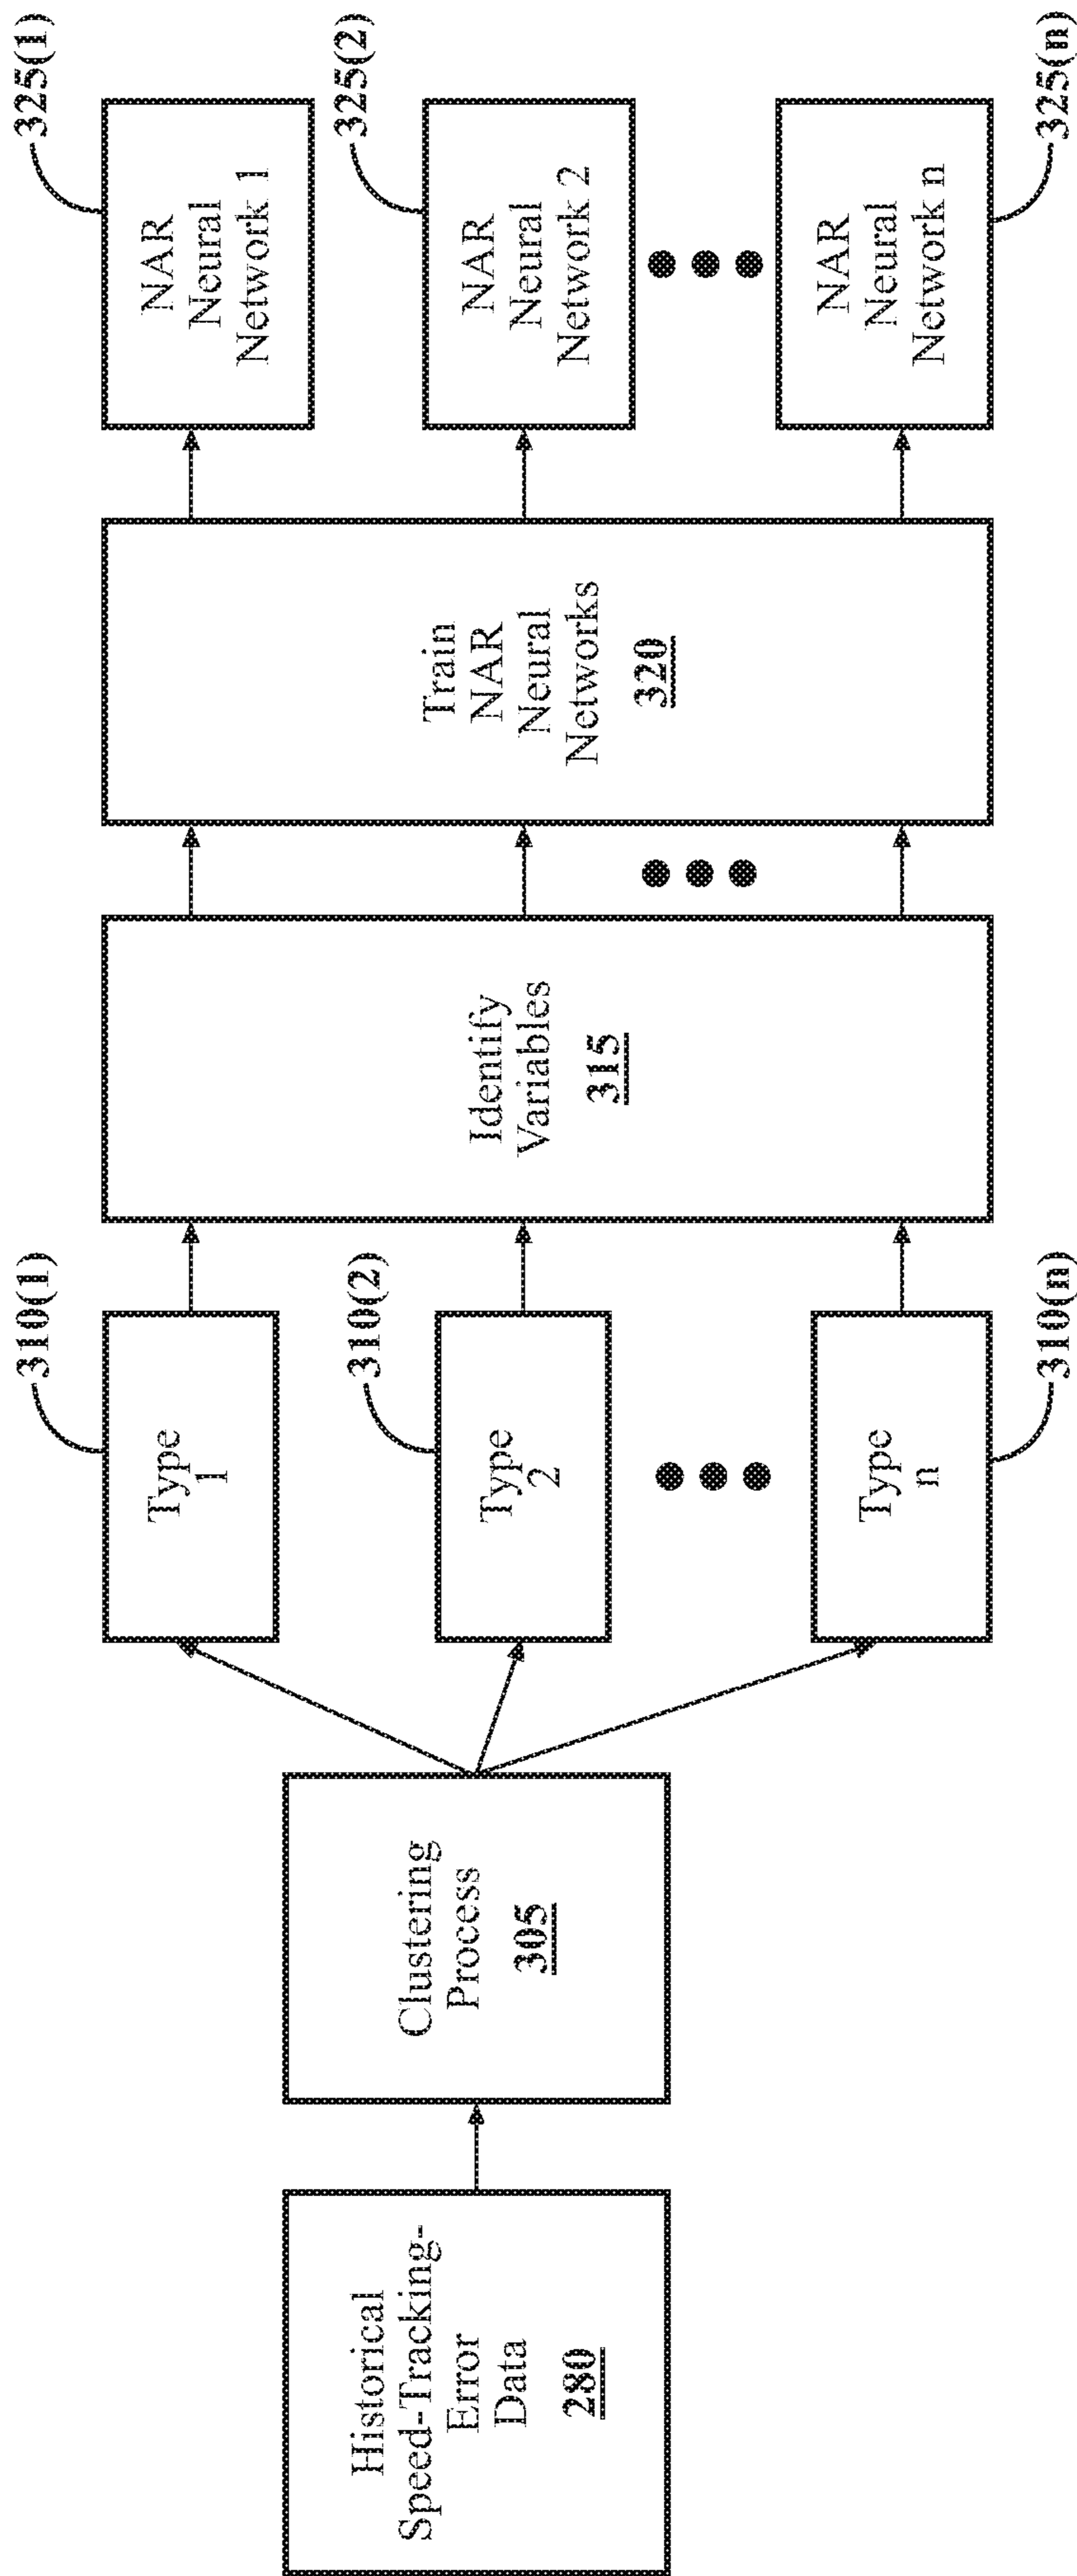 Historical
Speed-Tracking-
Error
Data
280
Clustering
Process
305
310(1)
Type
1
310(2)
Type
2
Type
n
310(n)
Identify
Variables
315
Train
NAR
Neural
Networks
320
325(1)
NAR
Neural
Network 1
325(2)
NAR
Neural
Network 2
NAR
Neural
Network n
325(n)